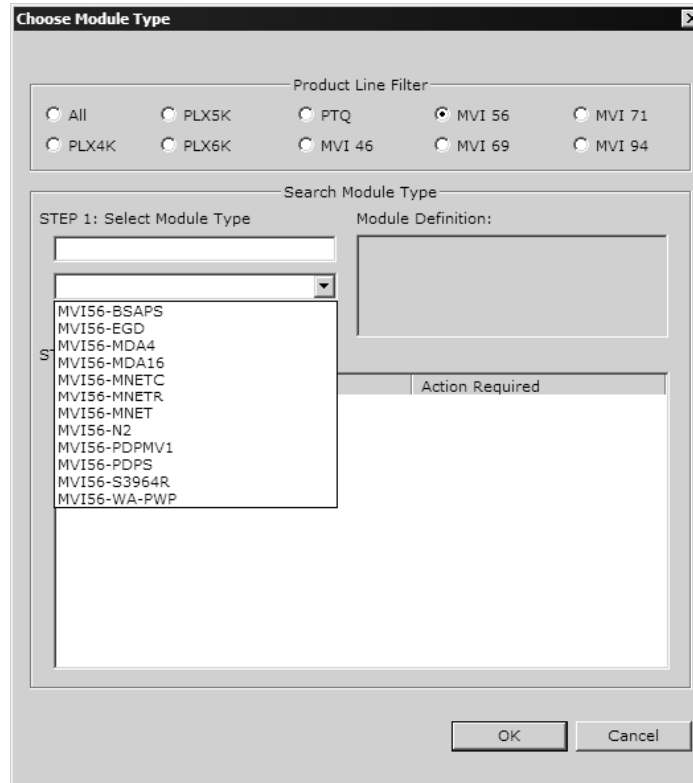 Choose Module Type
Product Line Filter
All PLX5K PTQ MVI 56 MVI 71
PLX4K PLX6K MVI 46 MVI 69 MVI 94
Search Module Type
STEP 1: Select Module Type Module Definition:
MVI56-BSAPS
MVI56-EGD
MVI56-MDA4
MVI56-MDA16
MVI56-MNETC
MVI56-MNETR
MVI56-MNET
MVI56-N2
MVI56-PDPMV1
MVI56-PDPS
MVI56-S3964R
MVI56-WA-PWP
Action Required
OK Cancel